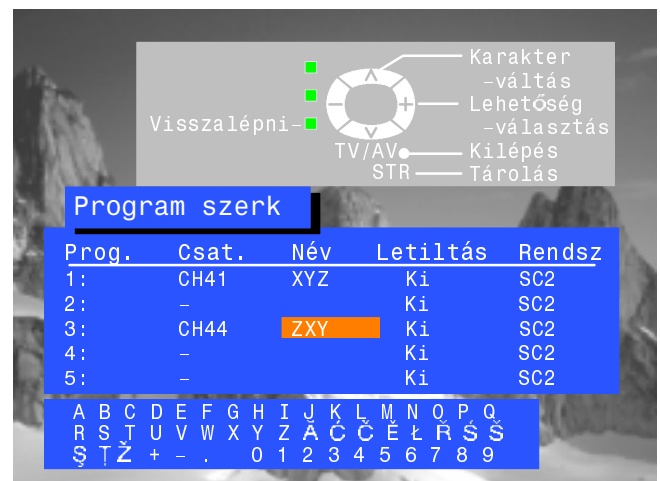 Karakter
–váltás
Lehetőség
–választás
Visszalépni
TV/AV
Kilépés
STR
Tárolás
Program szerk
Prog. Csat. Név Letiltás Rendsz
1: CH41 XYZ Ki SC2
2: – Ki SC2
3: CH44 ZXY Ki SC2
4: – Ki SC2
5: – Ki SC2
A B C D E F G H I J Ķ L M N O P Q
R S T U V W X Y Z Ă Ć Č Ě Ł Ř Ś Š
Ş Ţ Ž + – . 0 1 2 3 4 5 6 7 8 9